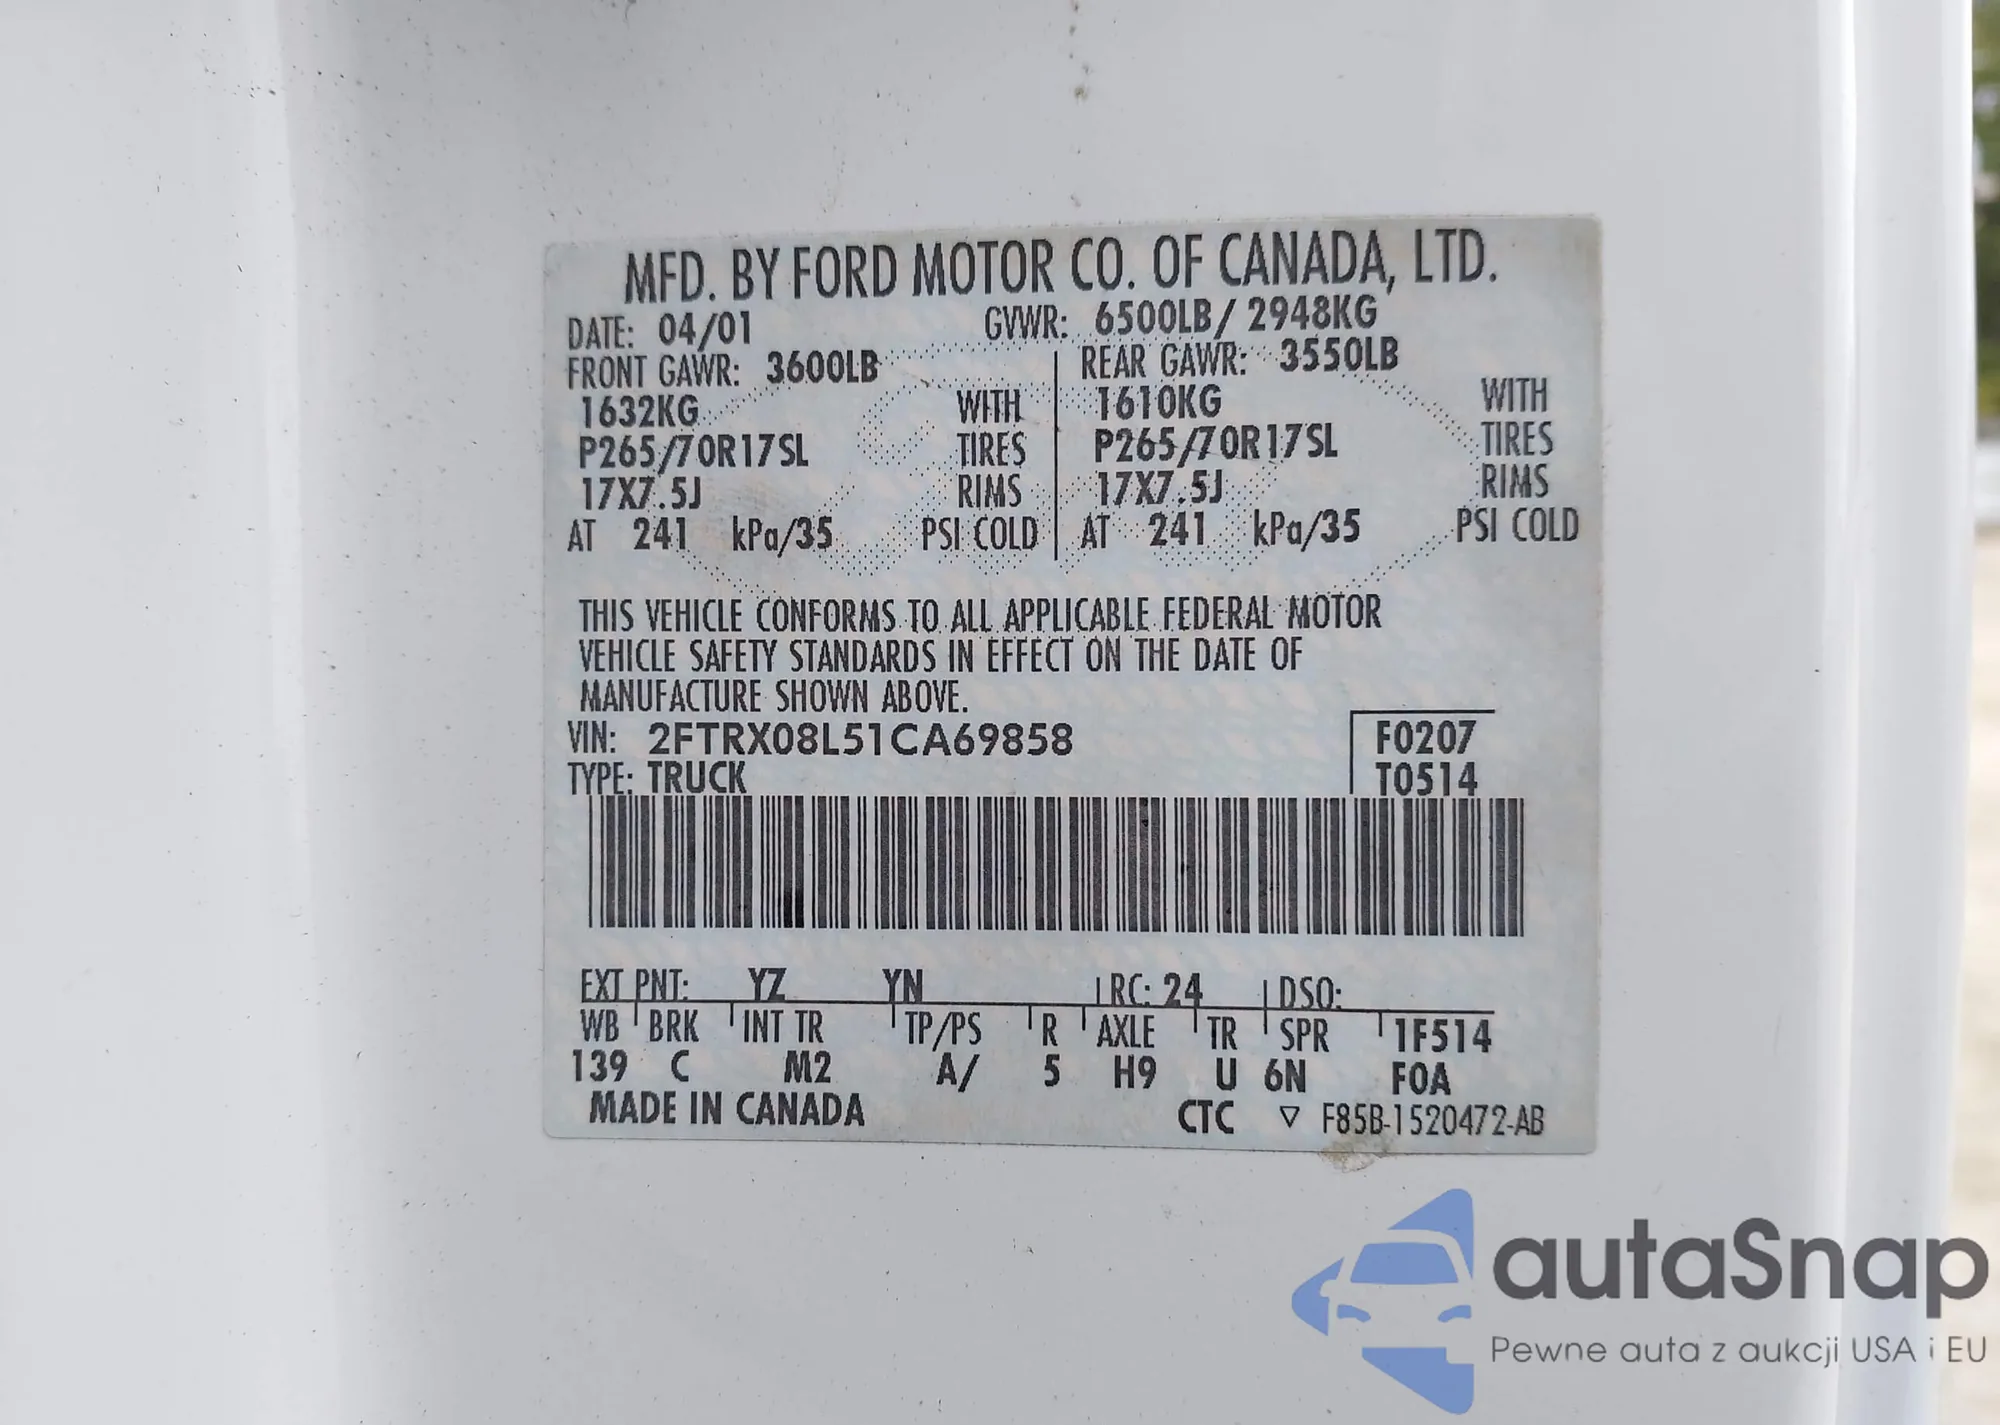 MFD. BY FORD MOTOR CO. OF CANADA, LTD.
DATE: 04/01 GVWR: 6500LB/ 2948KG
FRONT GAWR: 3600LB REAR GAWR: 3550LB
1632KG WITH 1610KG WITH
P265/70R17SL TIRES P265/70R17SL TIRES
17X7.5J RIMS 17X7.5J RIMS
AT 241 kPa/35 PSI COLD AT 241 kPa/35 PSI COLD
THIS VEHICLE CONFORMS TO ALL APPLICABLE FEDERAL MOTOR
VEHICLE SAFETY STANDARDS IN EFFECT ON THE DATE OF
MANUFACTURE SHOWN ABOVE.
VIN: 2FTRX08L51CA69858 F0207
TYPE: TRUCK T0514
EXT PNT: YZ YN RC: 24 DSO:
WB BRK INT TR TP/PS R AXLE TR SPR 1F514
139 C M2 A/ 5 H9 U 6N F0A
MADE IN CANADA CTC ▽ F85B-1520472-AB
autaSnap
Pewne auta z aukcji USA i EU